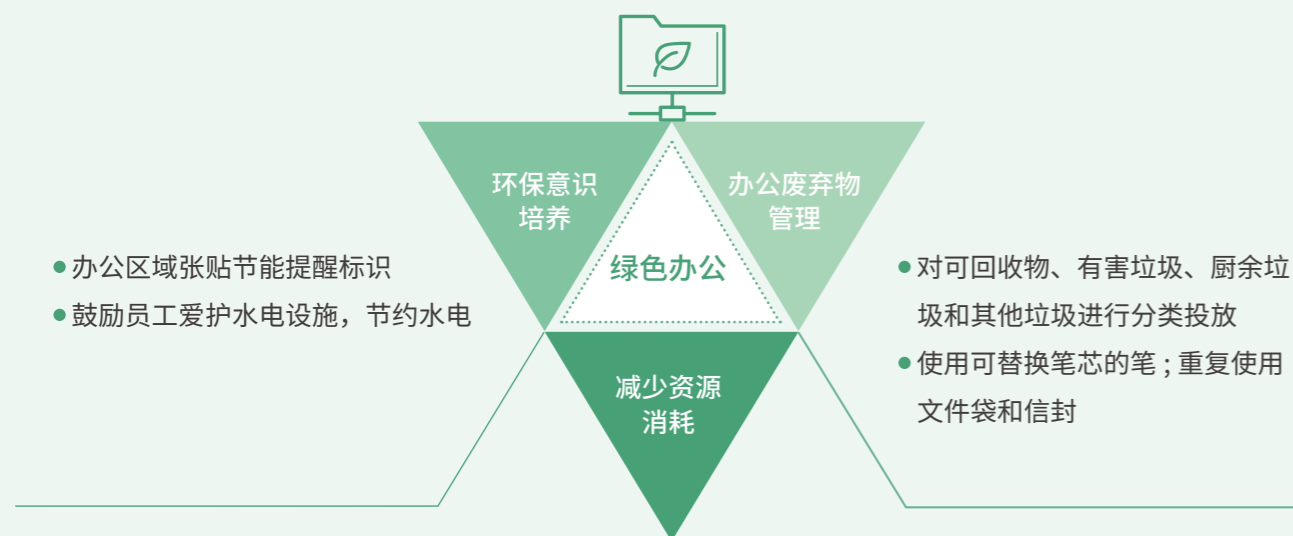 环保意识
培养
办公废弃物
管理
绿色办公
减少资源
消耗
●办公区域张贴节能提醒标识
●鼓励员工爱护水电设施，节约水电
●对可回收物、有害垃圾、厨余垃
圾和其他垃圾进行分类投放
●使用可替换笔芯的笔 ; 重复使用
文件袋和信封